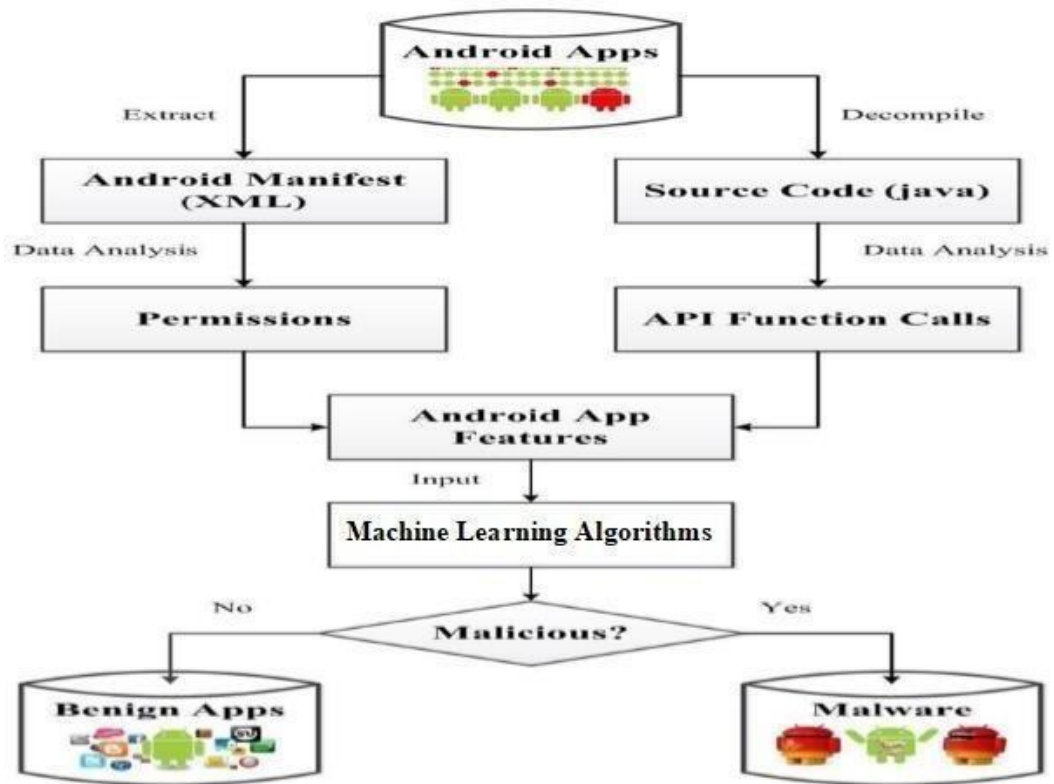 Android Apps
Extract
Decompile
Android Manifest
(XML)
Source Code (java)
Data Analysis
Data Analysis
Permissions
API Function Calls
Android App
Features
Input
Machine Learning Algorithms
No
Yes
Malicious?
Benign Apps
Malware